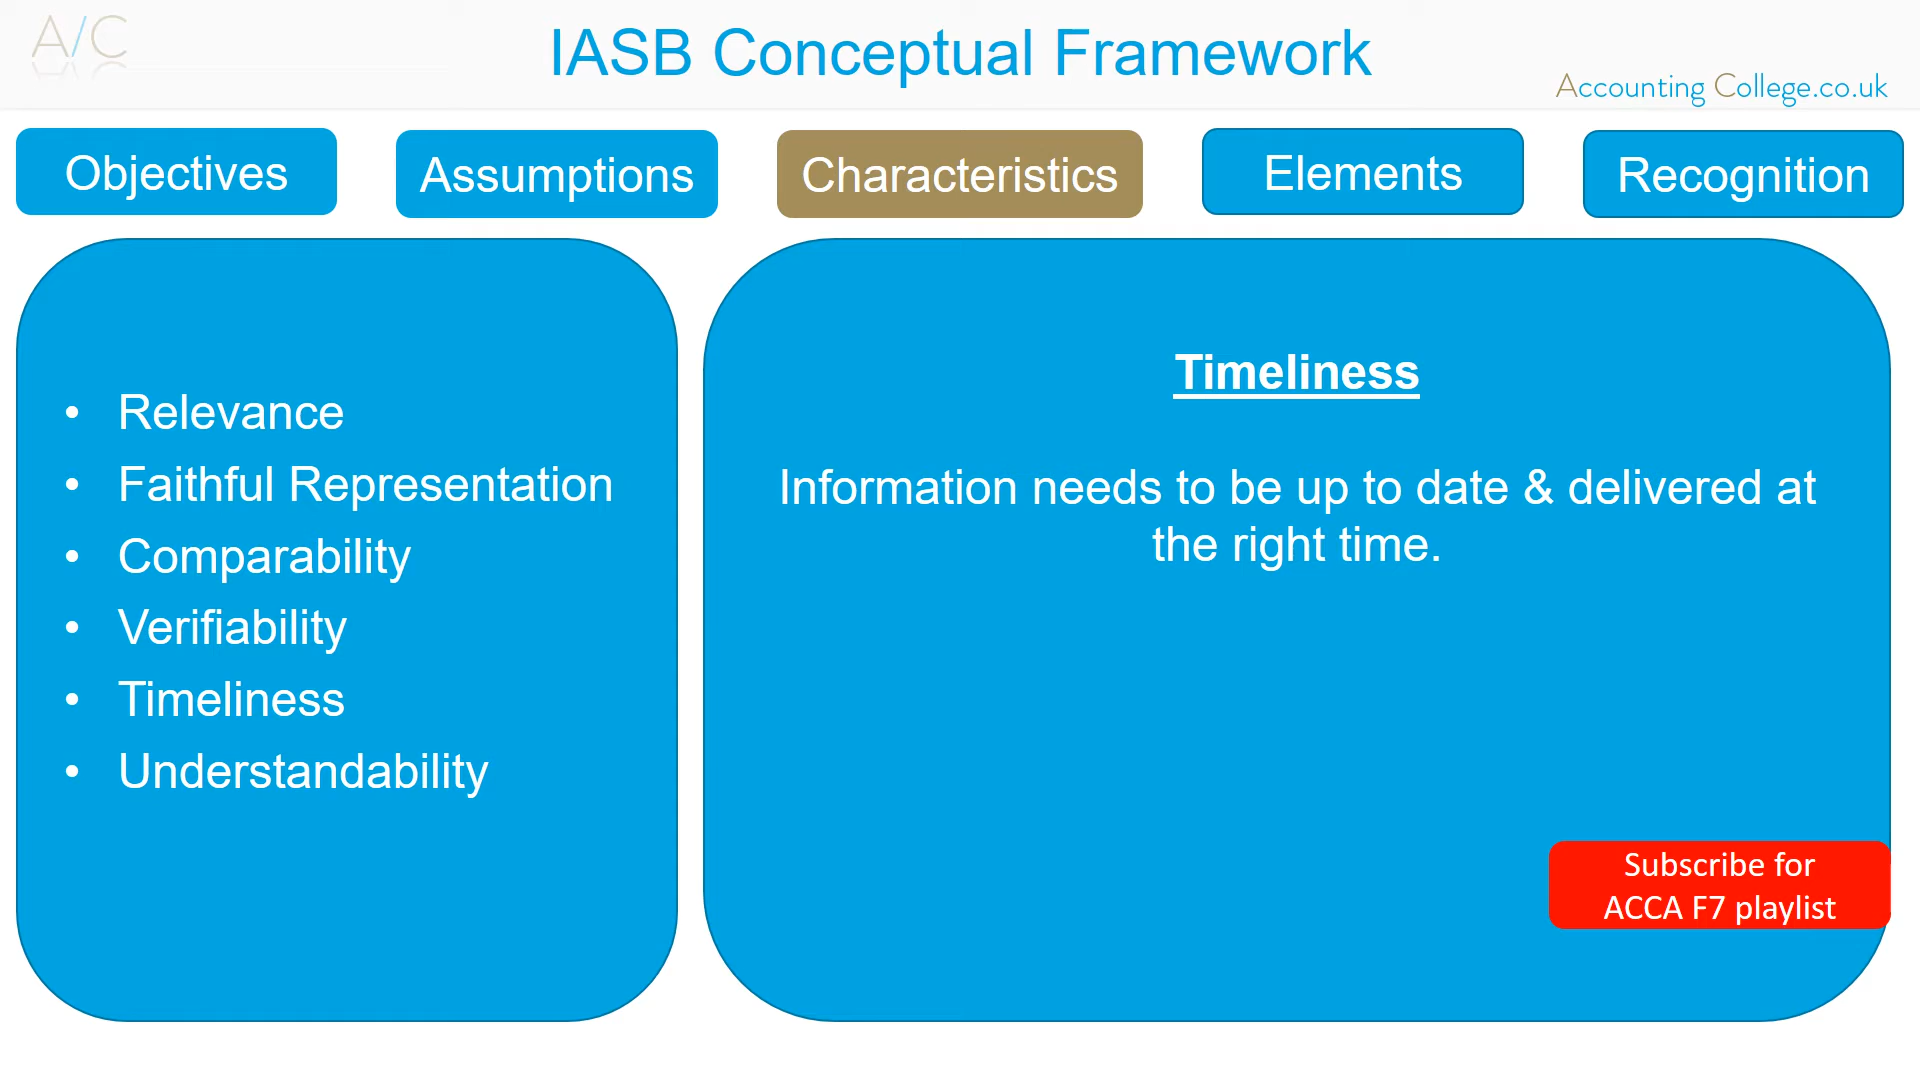 A/C
IASB Conceptual Framework
Accounting College.co.uk
Objectives
Assumptions
Characteristics
Elements
Recognition
• Relevance
• Faithful Representation
• Comparability
• Verifiability
• Timeliness
• Understandability
Timeliness
Information needs to be up to date & delivered at
the right time.
Subscribe for
ACCA F7 playlist